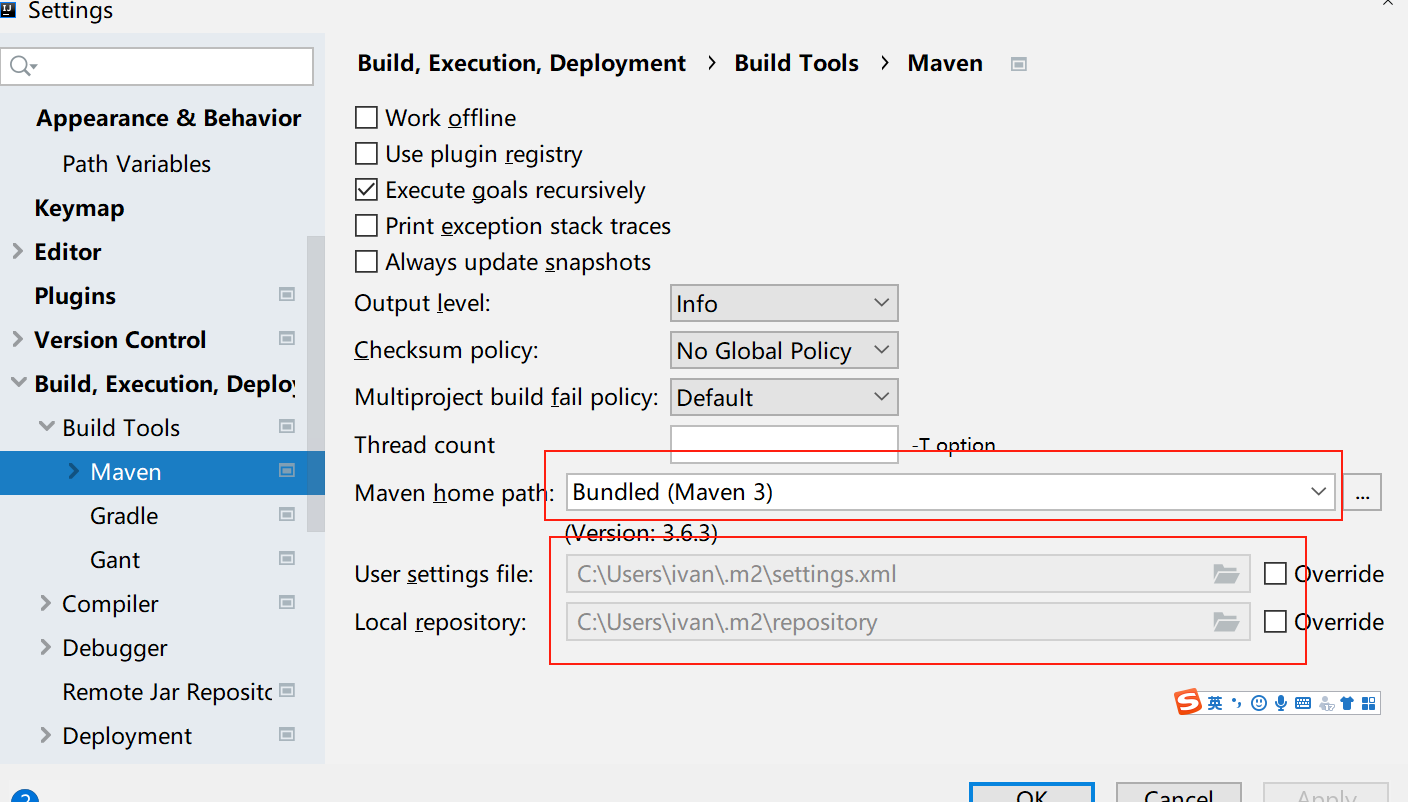 Settings
Appearance & Behavior
Path Variables
Keymap
Editor
Plugins
Version Control
Build, Execution, Deploy
Build Tools
Maven
Gradle
Gant
Compiler
Debugger
Remote Jar Reposito
Deployment
Build, Execution, Deployment › Build Tools › Maven
Work offline
Use plugin registry
Execute goals recursively
Print exception stack traces
Always update snapshots
Output level: Info
Checksum policy: No Global Policy
Multiproject build fail policy: Default
Thread count -T option
Maven home path: Bundled (Maven 3) ...
(Version: 3.6.3)
User settings file: C:\Users\ivan\.m2\settings.xml Override
Local repository: C:\Users\ivan\.m2\repository Override
S 英
? OK Cancel Apply